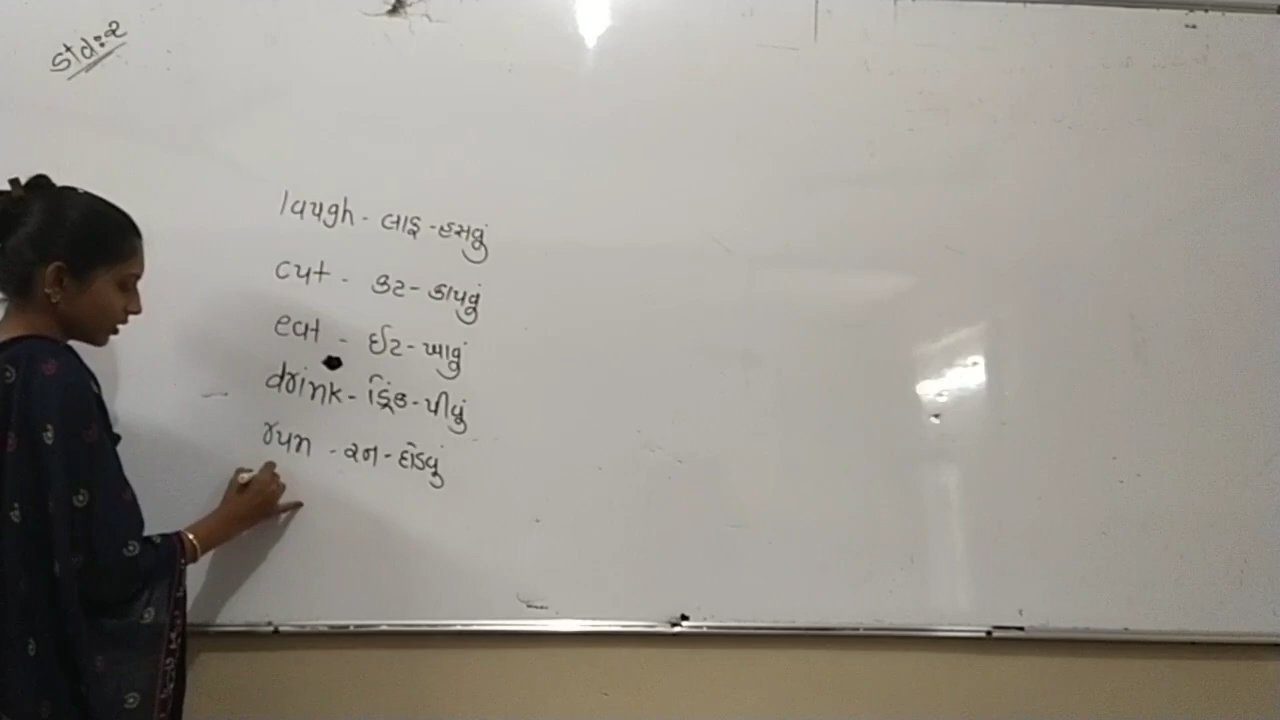 std:2
laugh - લાફ - હસવું
cut - કટ - કાપવું
eat - ઈટ - ખાવું
drink - ડ્રિંક - પીવું
run - રન - દોડવું